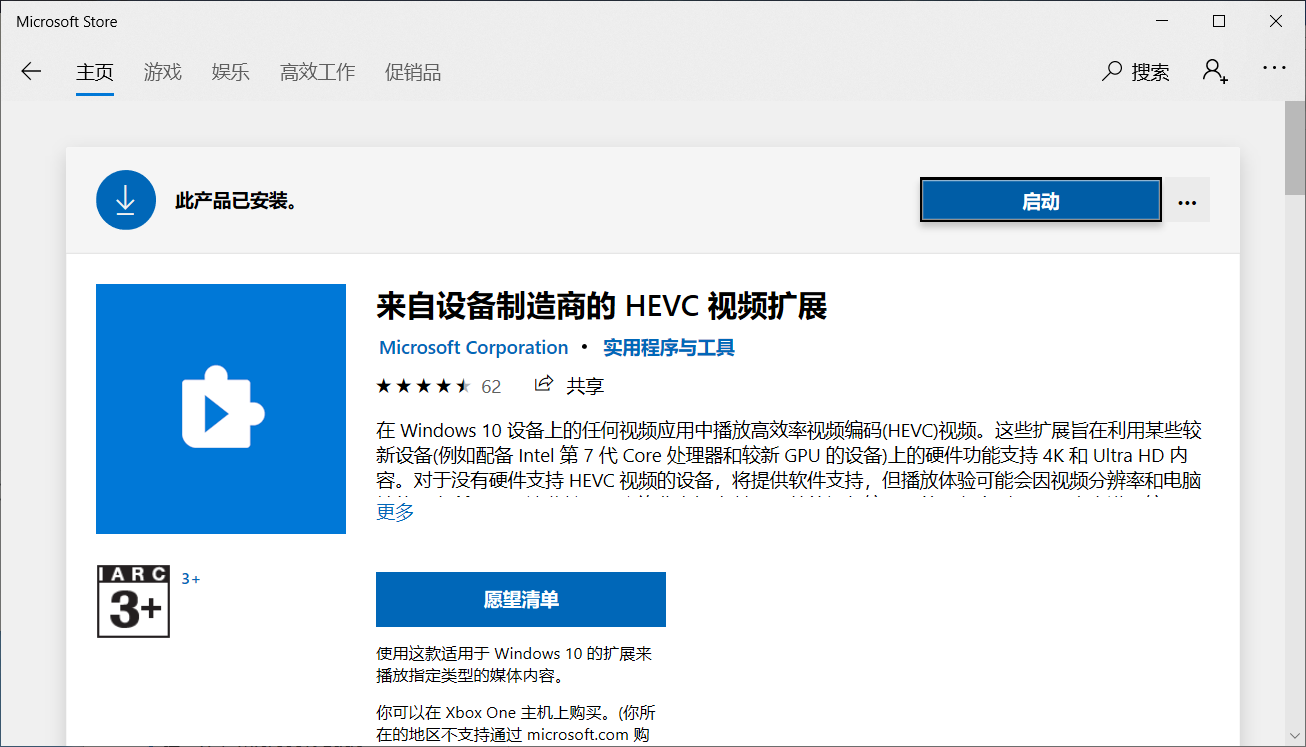 Microsoft Store
主页 游戏 娱乐 高效工作 促销品 搜索
此产品已安装。 启动
来自设备制造商的 HEVC 视频扩展
Microsoft Corporation • 实用程序与工具
62 共享
在 Windows 10 设备上的任何视频应用中播放高效率视频编码(HEVC)视频。这些扩展旨在利用某些较
新设备(例如配备 Intel 第 7 代 Core 处理器和较新 GPU 的设备)上的硬件功能支持 4K 和 Ultra HD 内
容。对于没有硬件支持 HEVC 视频的设备，将提供软件支持，但播放体验可能会因视频分辨率和电脑
更多
IARC
3+
3+
愿望清单
使用这款适用于 Windows 10 的扩展来
播放指定类型的媒体内容。
你可以在 Xbox One 主机上购买。(你所
在的地区不支持通过 microsoft.com 购